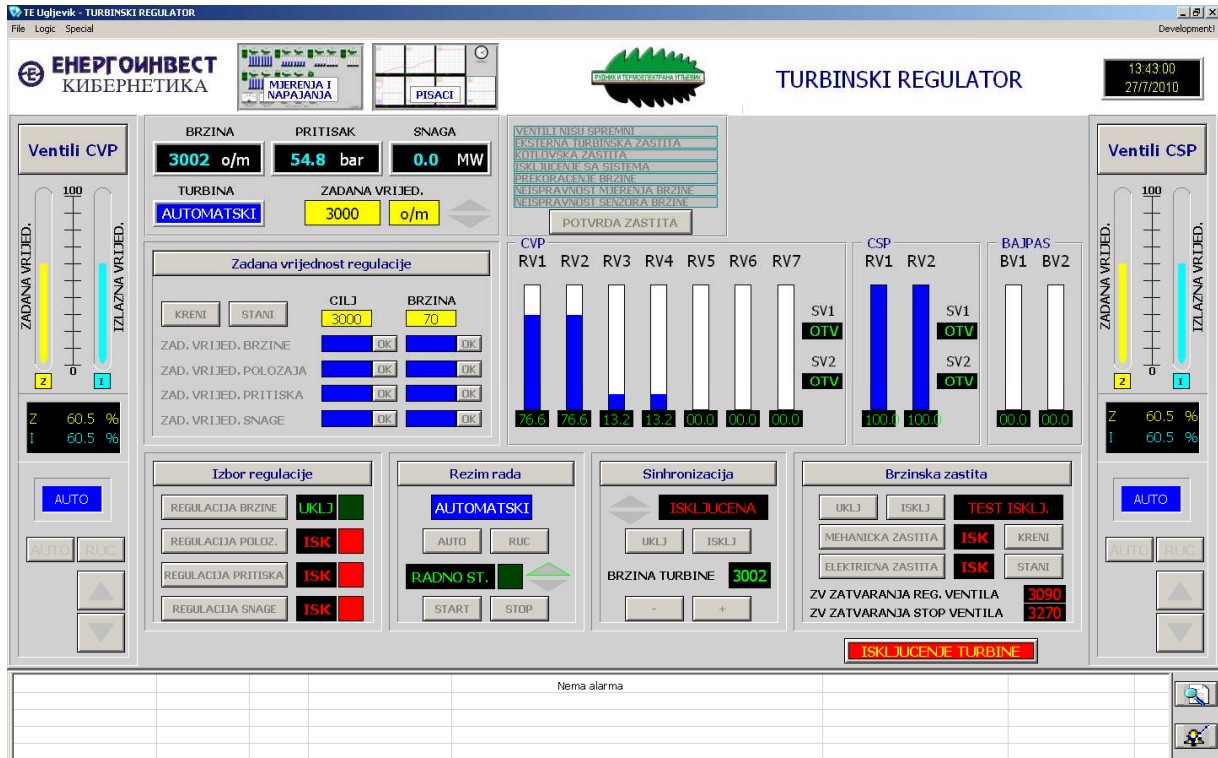 TE Ugljevik - TURBINSKI REGULATOR
File Logic Special
Development!
ЕНЕРГОИНВЕСТ
КИБЕРНЕТИКА
MJERENJA I
NAPAJANJA
PISACI
РУДНИК И ТЕРМОЕЛЕКТРАНА УГЉЕВИК
TURBINSKI REGULATOR
13:43:00
27/7/2010
Ventili CVP
100
ZADANA VRIJED.
IZLAZNA VRIJED.
0
Z
I
Z 60.5 %
I 60.5 %
AUTO
AUTO RUC
BRZINA PRITISAK SNAGA
3002 o/m 54.8 bar 0.0 MW
TURBINA ZADANA VRIJED.
AUTOMATSKI 3000 o/m
VENTILI NISU SPREMNI
EKSTERNA TURBINSKA ZASTITA
KOTLOVSKA ZASTITA
ISKLJUCENJE SA SISTEMA
PREKORACENJE BRZINE
NEISPRAVNOST MJERENJA BRZINE
NEISPRAVNOST SENZORA BRZINE
POTVRDA ZASTITA
Zadana vrijednost regulacije
CILJ BRZINA
KRENI STANI 3000 70
ZAD. VRIJED. BRZINE OK OK
ZAD. VRIJED. POLOZAJA OK OK
ZAD. VRIJED. PRITISKA OK OK
ZAD. VRIJED. SNAGE OK OK
CVP
RV1 RV2 RV3 RV4 RV5 RV6 RV7
SV1
OTV
SV2
OTV
76.6 76.6 13.2 13.2 00.0 00.0 00.0
CSP
RV1 RV2
SV1
OTV
SV2
OTV
100.0 100.0
BAJPAS
BV1 BV2
00.0 00.0
Izbor regulacije
REGULACIJA BRZINE UKLJ
REGULACIJA POLOZ. ISK
REGULACIJA PRITISKA ISK
REGULACIJA SNAGE ISK
Rezim rada
AUTOMATSKI
AUTO RUC
RADNO ST.
START STOP
Sinhronizacija
ISKLJUCENA
UKLJ ISKLJ
BRZINA TURBINE 3002
- +
Brzinska zastita
UKLJ ISKLJ TEST ISKLJ.
MEHANICKA ZASTITA ISK KRENI
ELEKTRICNA ZASTITA ISK STANI
ZV ZATVARANJA REG. VENTILA 3090
ZV ZATVARANJA STOP VENTILA 3270
ISKLJUCENJE TURBINE
Ventili CSP
100
ZADANA VRIJED.
IZLAZNA VRIJED.
0
Z
I
Z 60.5 %
I 60.5 %
AUTO
AUTO RUC
Nema alarma